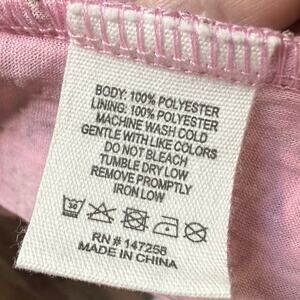 BODY: 100% POLYESTER
LINING: 100% POLYESTER
MACHINE WASH COLD
GENTLE WITH LIKE COLORS
DO NOT BLEACH
TUMBLE DRY LOW
REMOVE PROMPTLY
IRON LOW
RN # 147258
MADE IN CHINA